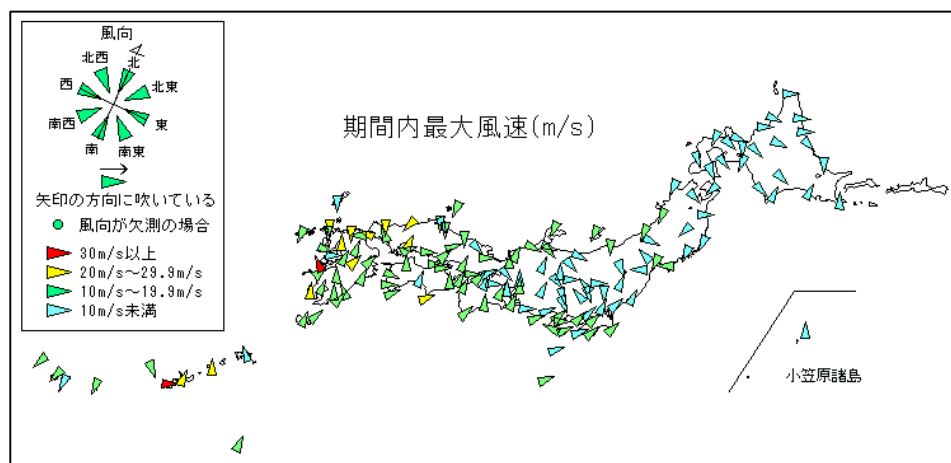 風向
北西
北
西
北東
南西
東
南
南東
矢印の方向に吹いている
風向が欠測の場合
30m/s以上
20m/s～29.9m/s
10m/s～19.9m/s
10m/s未満
期間内最大風速(m/s)
小笠原諸島